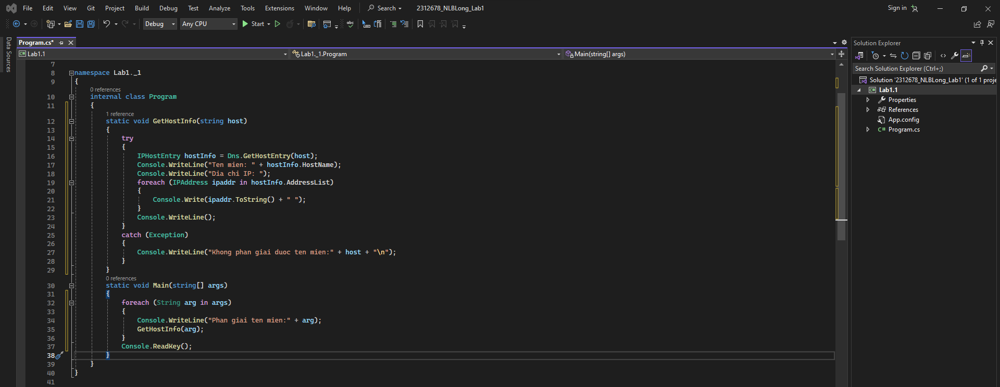 File Edit View Git Project Build Debug Test Analyze Tools Extensions Window Help Search 2312678_NLBLong_Lab1 Sign in
Debug Any CPU Start
Data Sources
Program.cs*
Lab1.1 Lab1._1.Program Main(string[] args)
7
8 namespace Lab1._1
9 {
0 references
10 internal class Program
11 {
1 reference
12 static void GetHostInfo(string host)
13 {
14 try
15 {
16 IPHostEntry hostInfo = Dns.GetHostEntry(host);
17 Console.WriteLine("Ten mien: " + hostInfo.HostName);
18 Console.WriteLine("Dia chi IP: ");
19 foreach (IPAddress ipaddr in hostInfo.AddressList)
20 {
21 Console.Write(ipaddr.ToString() + " ");
22 }
23 Console.WriteLine();
24 }
25 catch (Exception)
26 {
27 Console.WriteLine("Khong phan giai duoc ten mien:" + host + "\n");
28 }
29 }
0 references
30 static void Main(string[] args)
31 {
32 foreach (String arg in args)
33 {
34 Console.WriteLine("Phan giai ten mien:" + arg);
35 GetHostInfo(arg);
36 }
37 Console.ReadKey();
38 }
39 }
40 }
41
Solution Explorer
Search Solution Explorer (Ctrl+;)
Solution '2312678_NLBLong_Lab1' (1 of 1 proje
C# Lab1.1
Properties
References
App.config
C# Program.cs